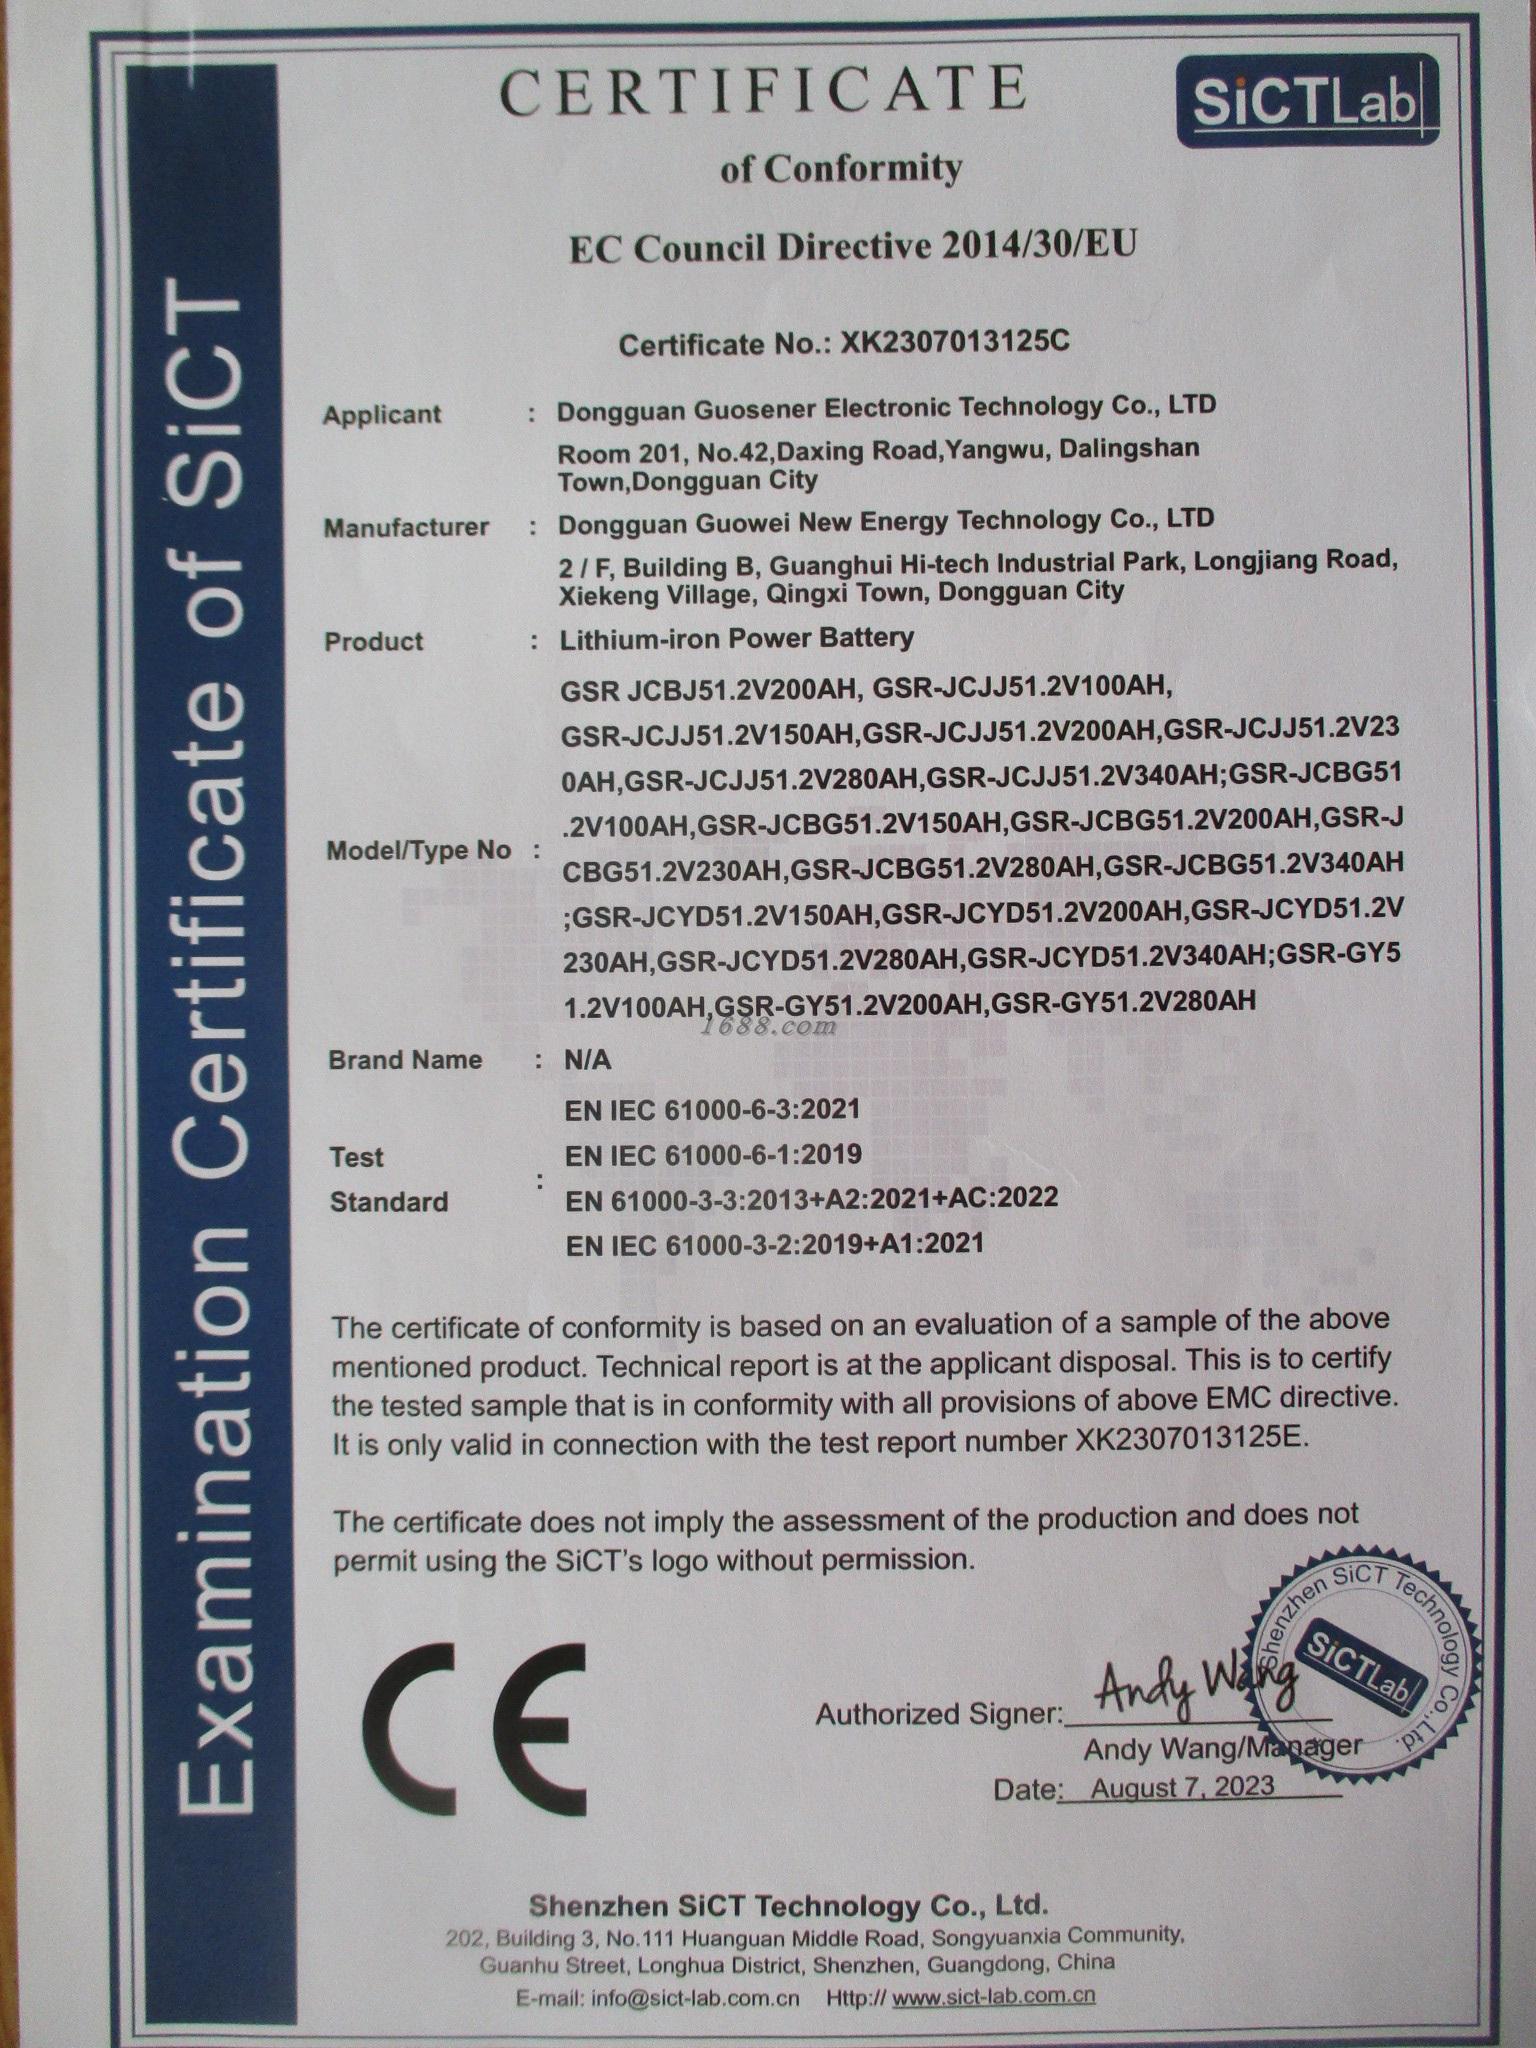 CERTIFICATE
SiCTLab
of Conformity
EC Council Directive 2014/30/EU
Certificate No.: XK2307013125C
Applicant : Dongguan Guosener Electronic Technology Co., LTD
Room 201, No.42,Daxing Road,Yangwu, Dalingshan
Town,Dongguan City
Manufacturer : Dongguan Guowei New Energy Technology Co., LTD
2 / F, Building B, Guanghui Hi-tech Industrial Park, Longjiang Road,
Xiekeng Village, Qingxi Town, Dongguan City
Product : Lithium-iron Power Battery
GSR JCBJ51.2V200AH, GSR-JCJJ51.2V100AH,
GSR-JCJJ51.2V150AH,GSR-JCJJ51.2V200AH,GSR-JCJJ51.2V23
0AH,GSR-JCJJ51.2V280AH,GSR-JCJJ51.2V340AH;GSR-JCBG51
.2V100AH,GSR-JCBG51.2V150AH,GSR-JCBG51.2V200AH,GSR-J
Model/Type No :
CBG51.2V230AH,GSR-JCBG51.2V280AH,GSR-JCBG51.2V340AH
;GSR-JCYD51.2V150AH,GSR-JCYD51.2V200AH,GSR-JCYD51.2V
230AH,GSR-JCYD51.2V280AH,GSR-JCYD51.2V340AH;GSR-GY5
1.2V100AH,GSR-GY51.2V200AH,GSR-GY51.2V280AH
1688.com
Brand Name : N/A
EN IEC 61000-6-3:2021
Test
EN IEC 61000-6-1:2019
:
Standard
EN 61000-3-3:2013+A2:2021+AC:2022
EN IEC 61000-3-2:2019+A1:2021
The certificate of conformity is based on an evaluation of a sample of the above
mentioned product. Technical report is at the applicant disposal. This is to certify
the tested sample that is in conformity with all provisions of above EMC directive.
It is only valid in connection with the test report number XK2307013125E.
The certificate does not imply the assessment of the production and does not
permit using the SiCT's logo without permission.
CE
Authorized Signer: Andy Wang
Andy Wang/Manager
Date: August 7, 2023
Shenzhen SiCT Technology Co.,Ltd.
SiCTLab
Shenzhen SiCT Technology Co., Ltd.
202, Building 3, No.111 Huanguan Middle Road, Songyuanxia Community,
Guanhu Street, Longhua District, Shenzhen, Guangdong, China
E-mail: info@sict-lab.com.cn Http:// www.sict-lab.com.cn
Examination Certificate of SiCT